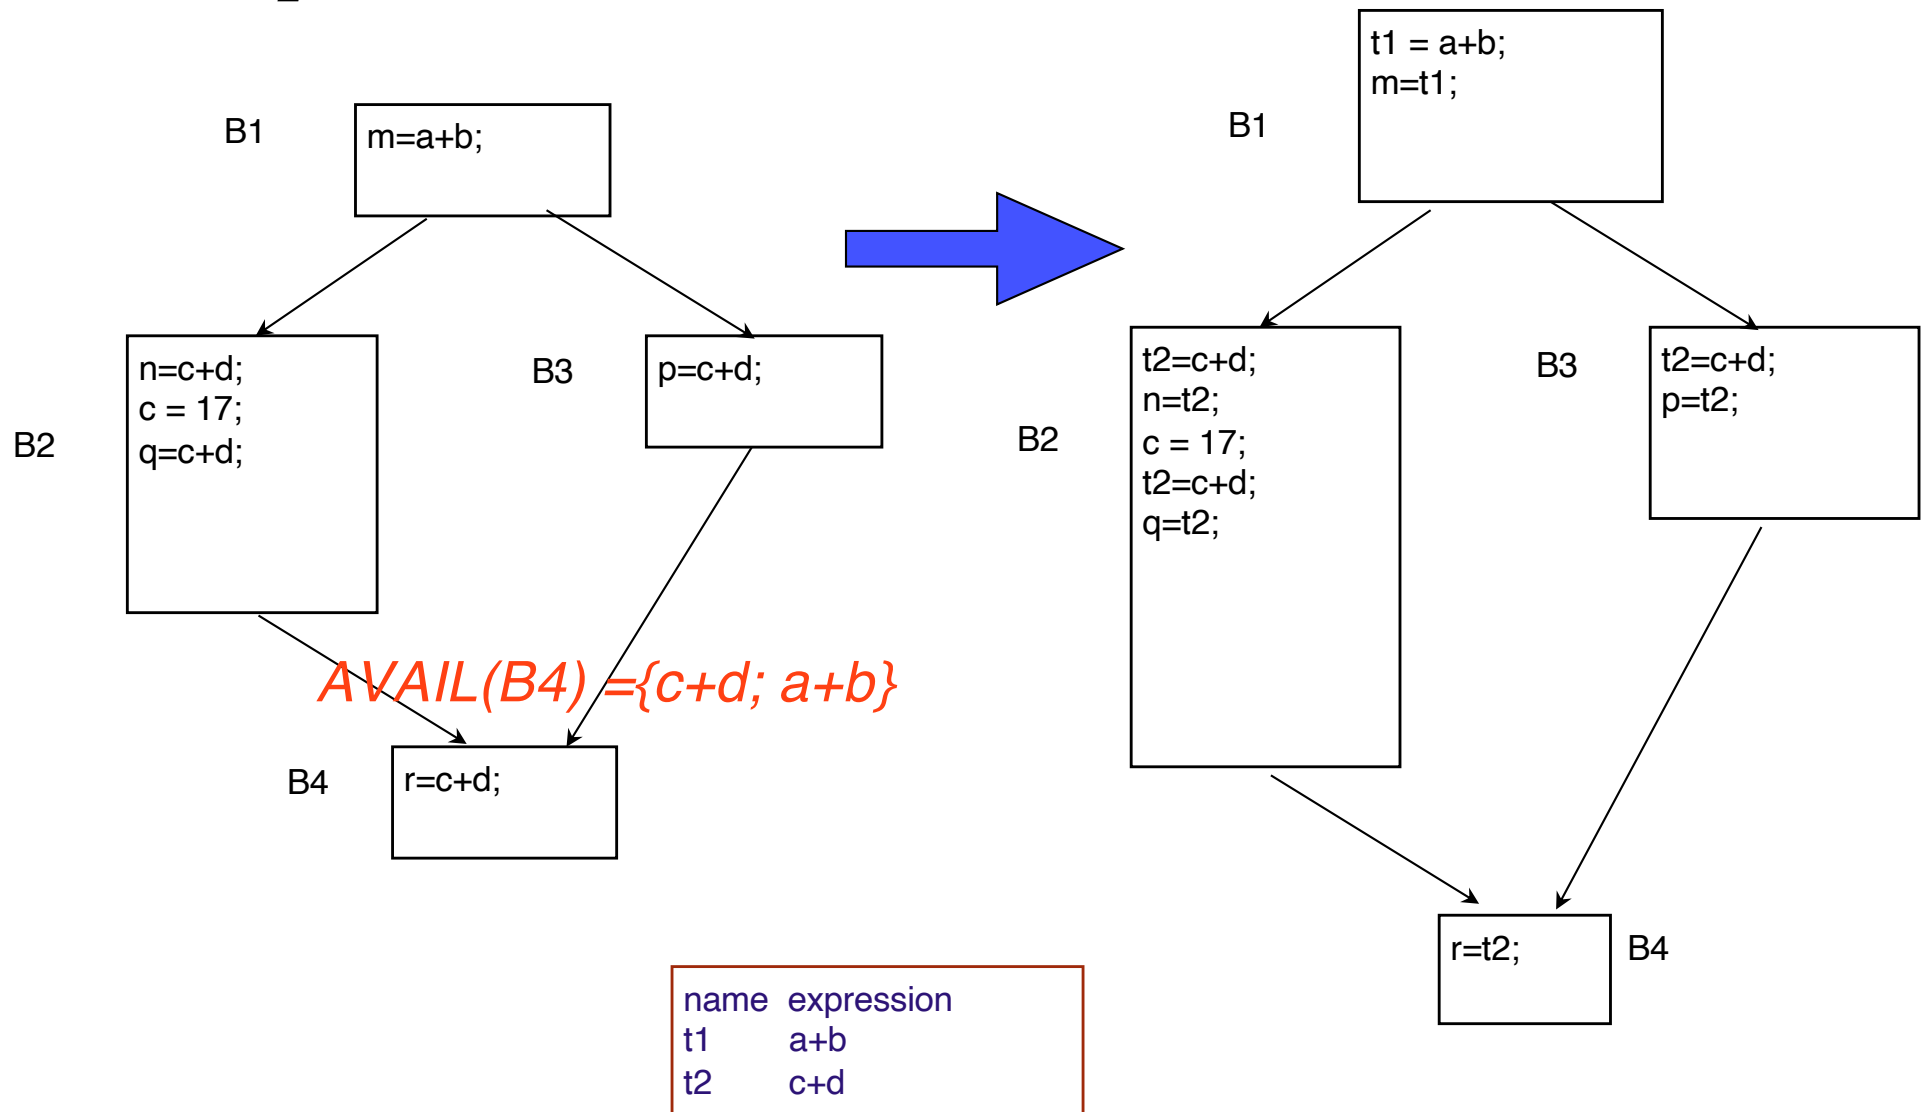 B1
m=a+b;
B2
n=c+d;
c = 17;
q=c+d;
B3
p=c+d;
AVAIL(B4) ={c+d; a+b}
B4
r=c+d;
B1
t1 = a+b;
m=t1;
B2
t2=c+d;
n=t2;
c = 17;
t2=c+d;
q=t2;
B3
t2=c+d;
p=t2;
r=t2;
B4
name expression
t1 a+b
t2 c+d